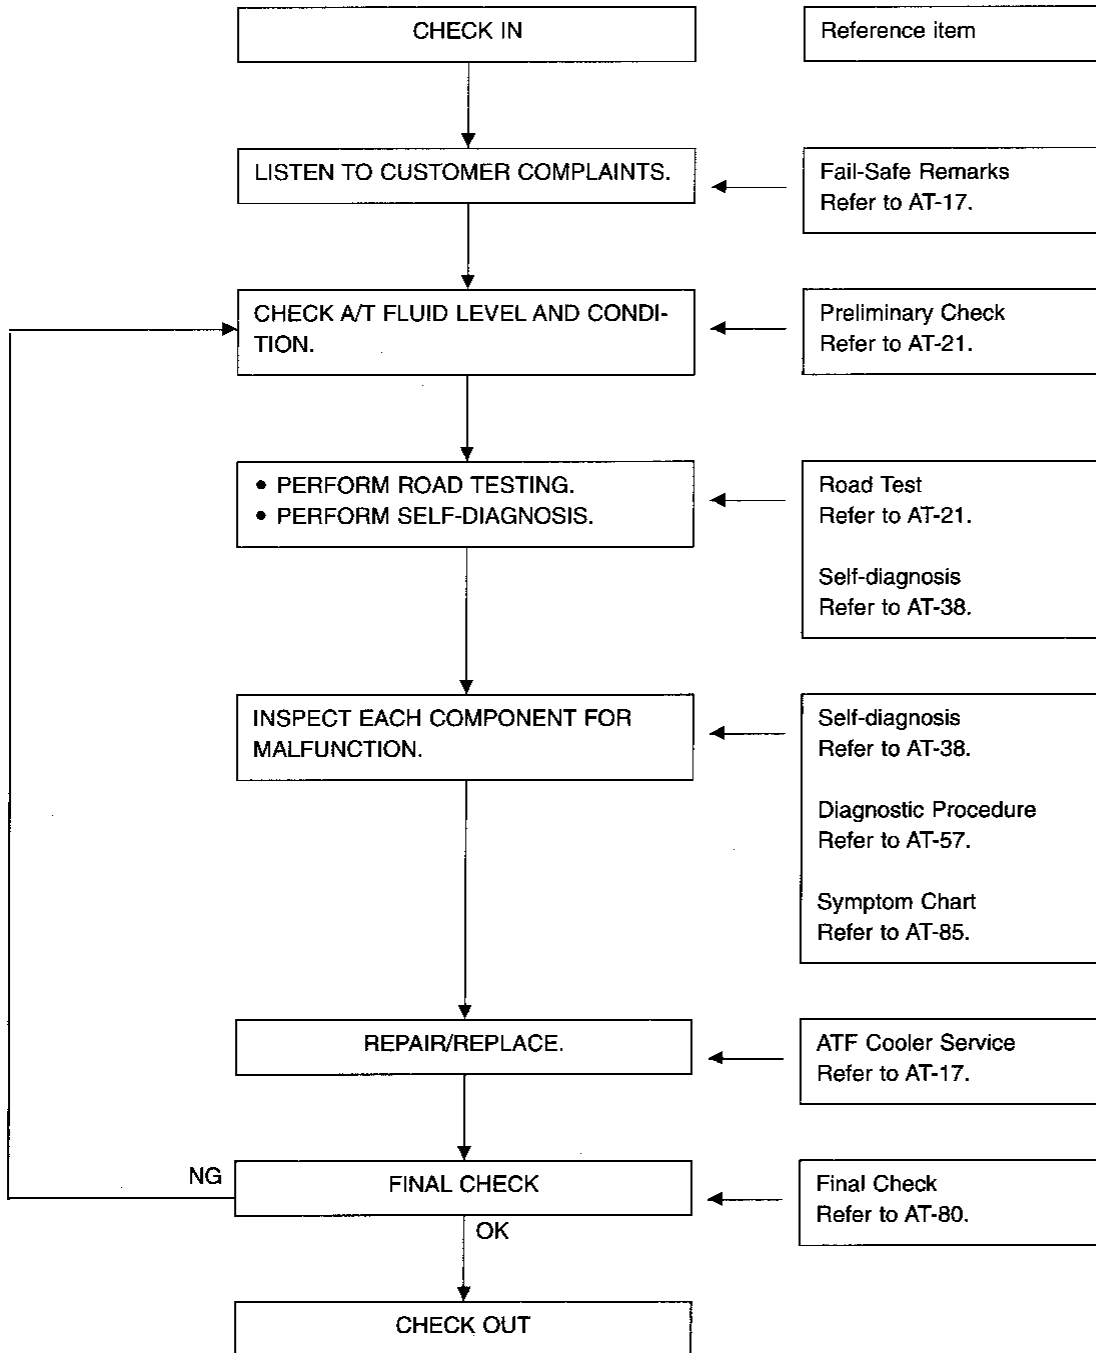 CHECK IN
Reference item
LISTEN TO CUSTOMER COMPLAINTS.
Fail-Safe Remarks
Refer to AT-17.
CHECK A/T FLUID LEVEL AND CONDI-
TION.
Preliminary Check
Refer to AT-21.
• PERFORM ROAD TESTING.
• PERFORM SELF-DIAGNOSIS.
Road Test
Refer to AT-21.
Self-diagnosis
Refer to AT-38.
INSPECT EACH COMPONENT FOR
MALFUNCTION.
Self-diagnosis
Refer to AT-38.
Diagnostic Procedure
Refer to AT-57.
Symptom Chart
Refer to AT-85.
REPAIR/REPLACE.
ATF Cooler Service
Refer to AT-17.
NG
FINAL CHECK
Final Check
Refer to AT-80.
OK
CHECK OUT